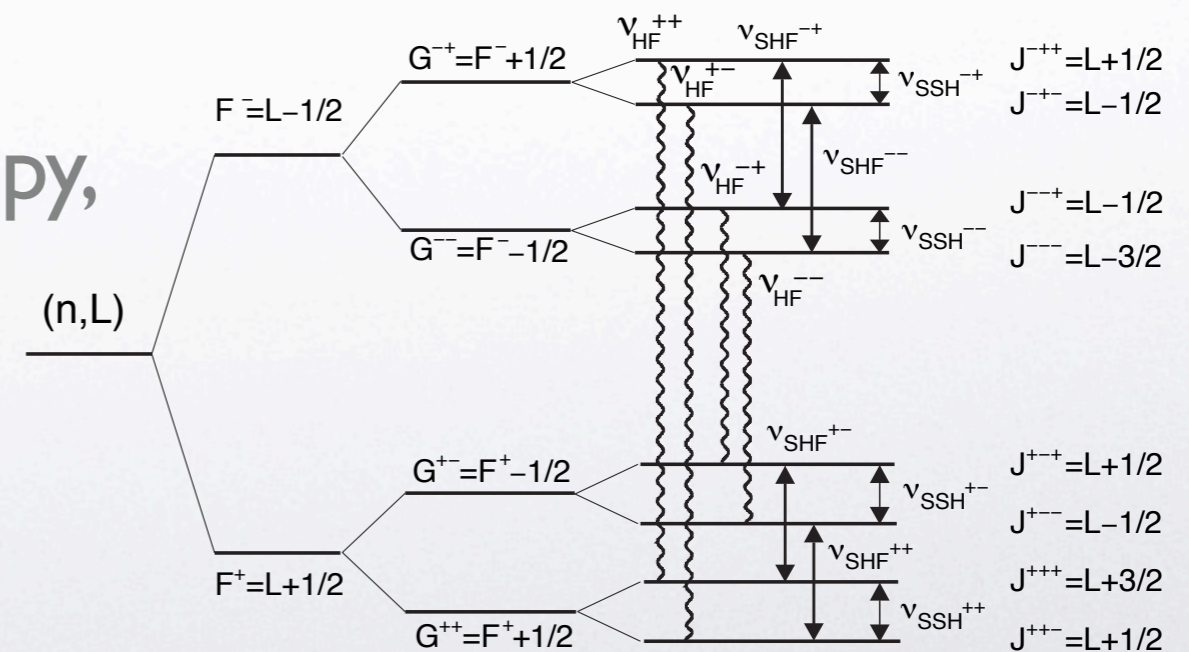 ν_HF^++ ν_SHF^−+
G^−+=F^−+1/2
ν_HF^+− ν_SSH^−+
J^−++=L+1/2
J^−+−=L−1/2
F^−=L−1/2
py,
ν_SHF^−−
ν_HF^−+
J^−−+=L−1/2
G^−−=F^−−1/2
ν_SSH^−−
J^−−−=L−3/2
ν_HF^−−
(n,L)
ν_SHF^+−
G^+−=F^+−1/2
J^+−+=L+1/2
ν_SSH^+−
J^+−−=L−1/2
ν_SHF^++
F^+=L+1/2
J^+++=L+3/2
ν_SSH^++
G^++=F^++1/2
J^++−=L+1/2